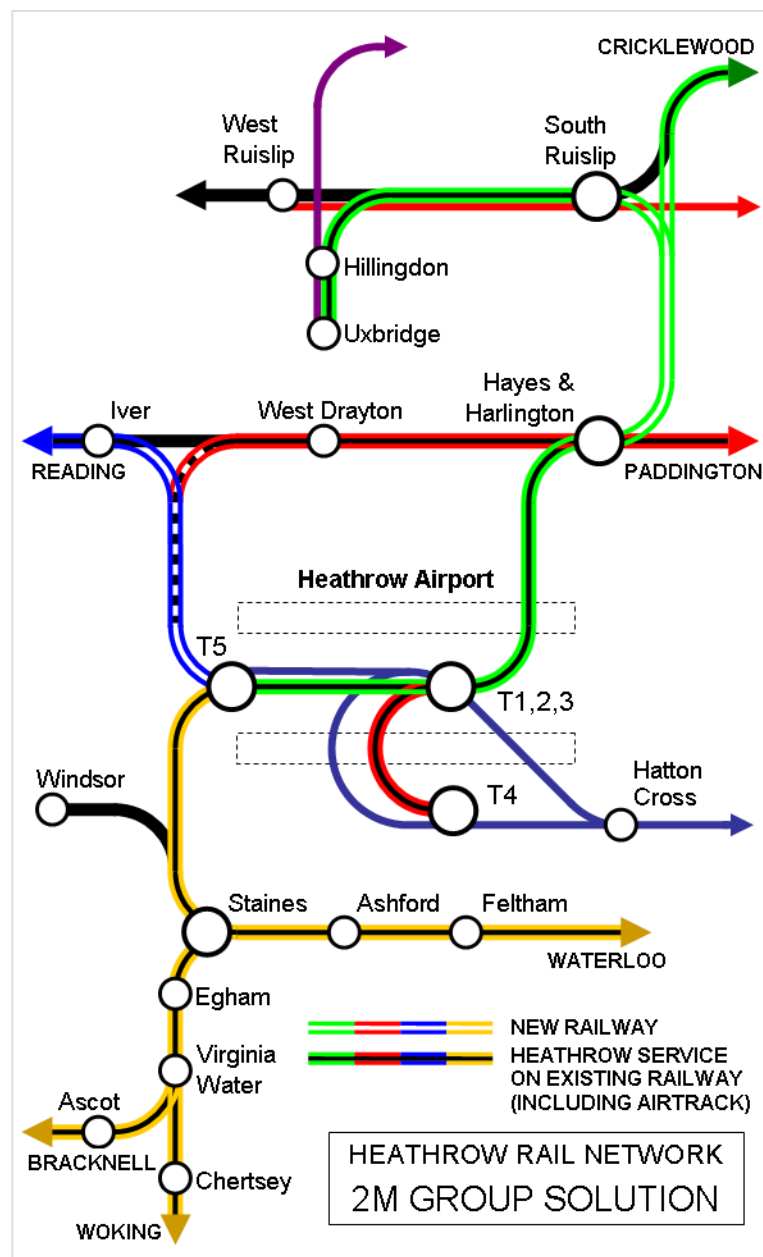 CRICKLEWOOD
West
Ruislip
South
Ruislip
Hillingdon
Uxbridge
Iver
West Drayton
Hayes &
Harlington
READING
PADDINGTON
Heathrow Airport
T5
T1,2,3
Windsor
T4
Hatton
Cross
Staines
Ashford
Feltham
WATERLOO
Egham
NEW RAILWAY
HEATHROW SERVICE
ON EXISTING RAILWAY
(INCLUDING AIRTRACK)
Virginia
Water
Ascot
BRACKNELL
Chertsey
WOKING
HEATHROW RAIL NETWORK
2M GROUP SOLUTION